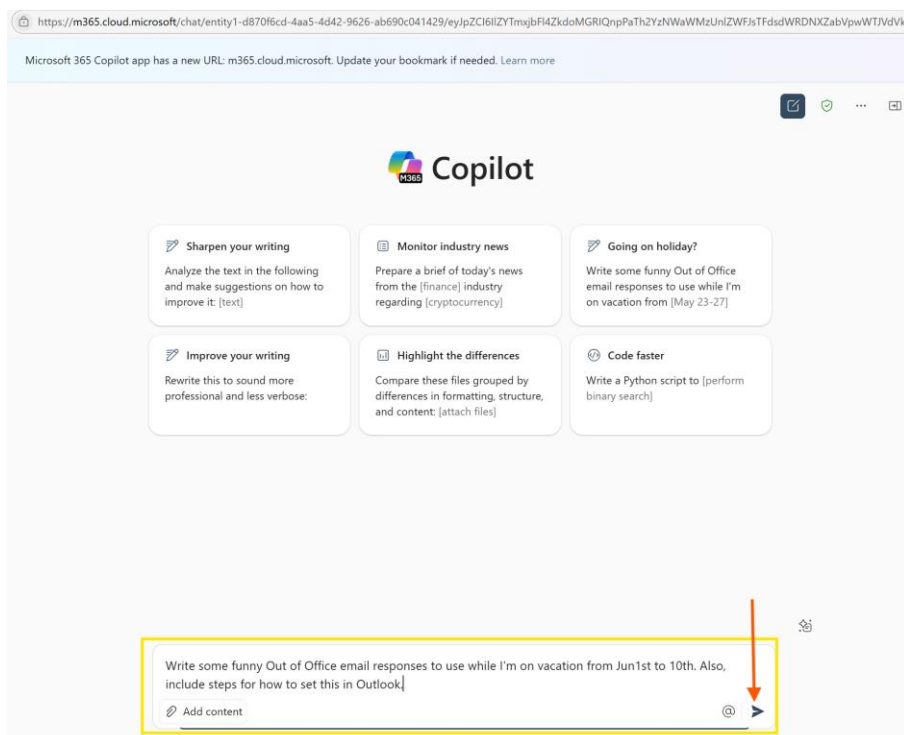 https://m365.cloud.microsoft/chat/entity1-d870f6cd-4aa5-4d42-9626-ab690c041429/
Microsoft 365 Copilot app has a new URL: m365.cloud.microsoft. Update your bookmark if needed. Learn more
M365 Copilot
Sharpen your writing
Analyze the text in the following
and make suggestions on how to
improve it: [text]
Monitor industry news
Prepare a brief of today's news
from the [finance] industry
regarding [cryptocurrency]
Going on holiday?
Write some funny Out of Office
email responses to use while I'm
on vacation from [May 23-27]
Improve your writing
Rewrite this to sound more
professional and less verbose:
Highlight the differences
Compare these files grouped by
differences in formatting, structure,
and content: [attach files]
Code faster
Write a Python script to [perform
binary search]
Write some funny Out of Office email responses to use while I'm on vacation from Jun1st to 10th. Also,
include steps for how to set this in Outlook.
Add content
@